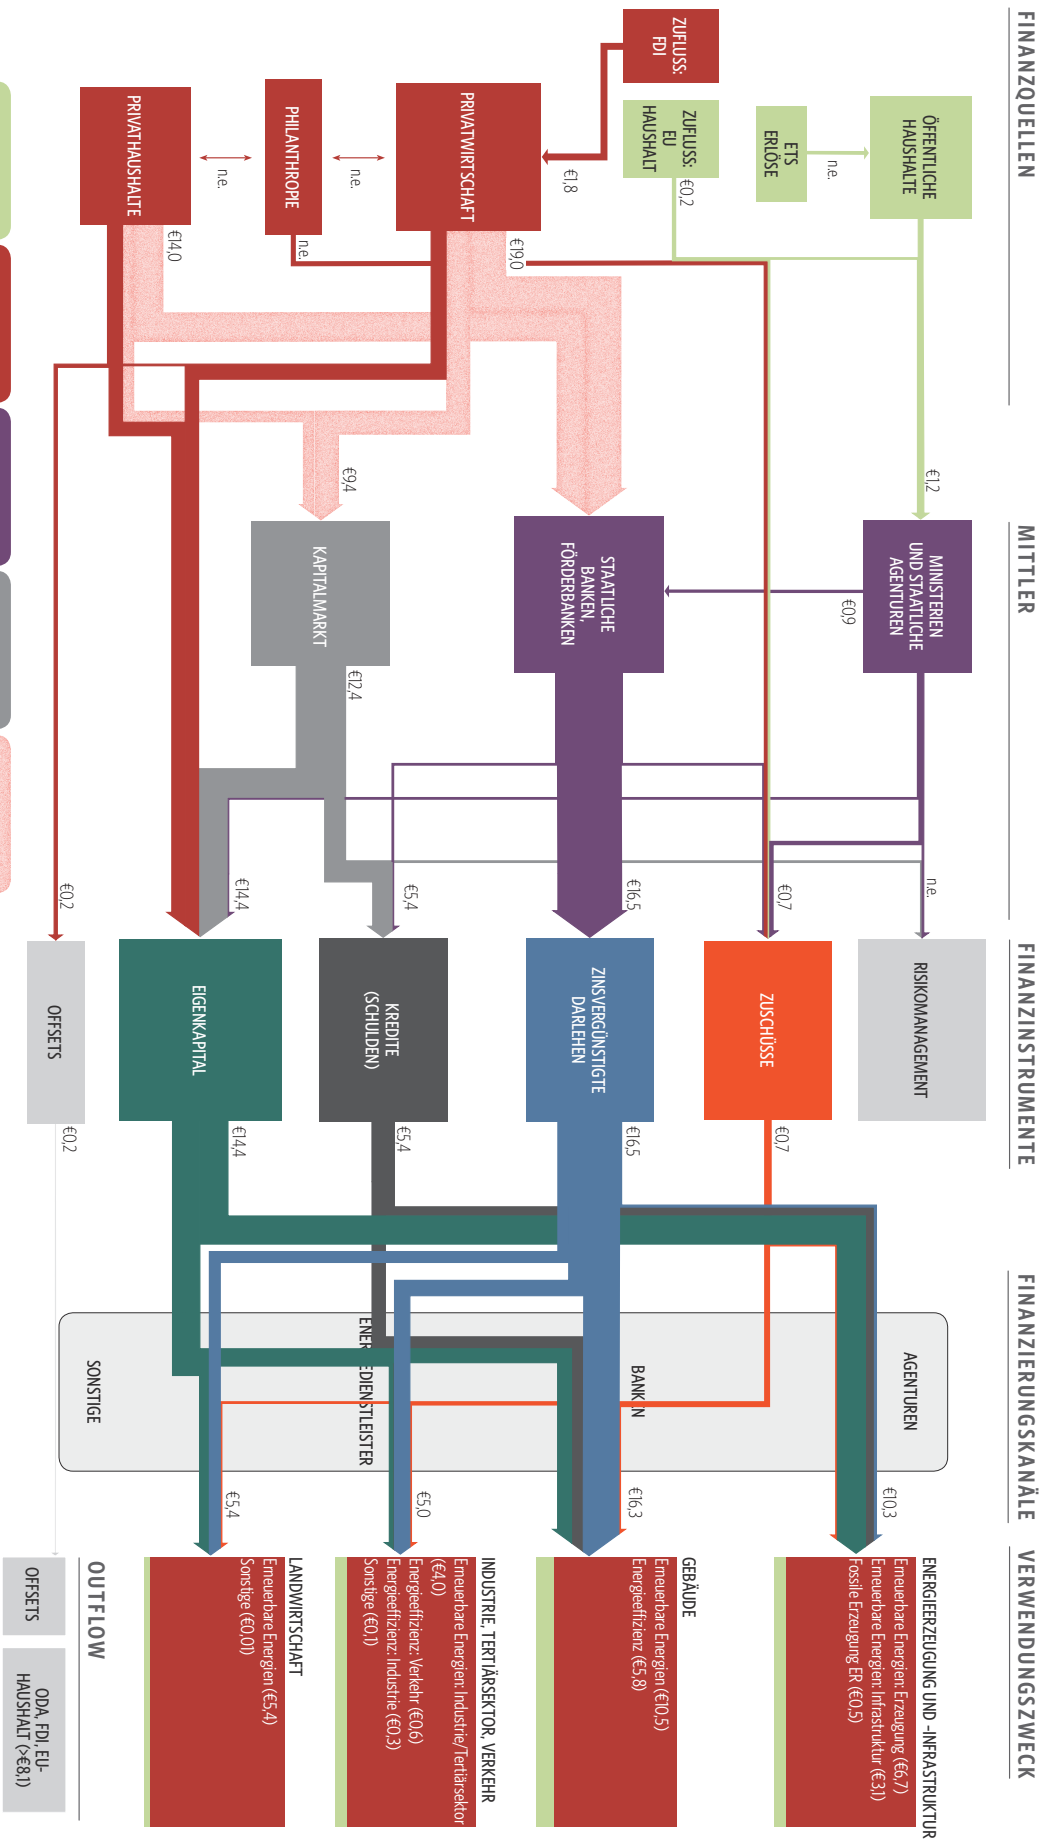 FINANZQUELLEN
MITTLER
FINANZINSTRUMENTE
FINANZIERUNGSKANÄLE
VERWENDUNGSZWECK
ÖFFENTLICHE
HAUSHALTE
€1,2
MINISTERIEN
UND STAATLICHE
AGENTUREN
n.e.
RISIKOMANAGEMENT
AGENTUREN
€10,3
ENERGIEERZEUGUNG UND -INFRASTRUKTUR
Erneuerbare Energien: Erzeugung (€6,7)
Erneuerbare Energien: Infrastruktur (€3,1)
Fossile Erzeugung ER (€0,5)
n.e.
ETS
ERLÖSE
€0,9
ZUFLUSS:
EU
HAUSHALT
€0,2
€0,7
ZUSCHÜSSE
€0,7
ZUFLUSS:
FDI
€1,8
STAATLICHE
BANKEN,
FÖRDERBANKEN
€16,5
ZINSVERGÜNSTIGTE
DARLEHEN
€16,5
BANKEN
€16,3
GEBÄUDE
Erneuerbare Energien (€10,5)
Energieeffizienz (€5,8)
PRIVATWIRTSCHAFT
€19,0
n.e.
PHILANTHROPIE
n.e.
n.e.
€9,4
KAPITALMARKT
€12,4
€5,4
KREDITE
(SCHULDEN)
€5,4
€5,0
INDUSTRIE, TERTIÄRSEKTOR, VERKEHR
Erneuerbare Energien: Industrie/Tertiärsektor
(€4,0)
Energieeffizienz: Verkehr (€0,6)
Energieeffizienz: Industrie (€0,3)
Sonstige (€0,1)
PRIVATHAUSHALTE
€14,0
€14,4
EIGENKAPITAL
€14,4
SONSTIGE
€5,4
LANDWIRTSCHAFT
Erneuerbare Energien (€5,4)
Sonstige (€0,01)
€0,2
OFFSETS
€0,2
OUTFLOW
OFFSETS
ODA, FDI, EU-
HAUSHALT (>€8,1)